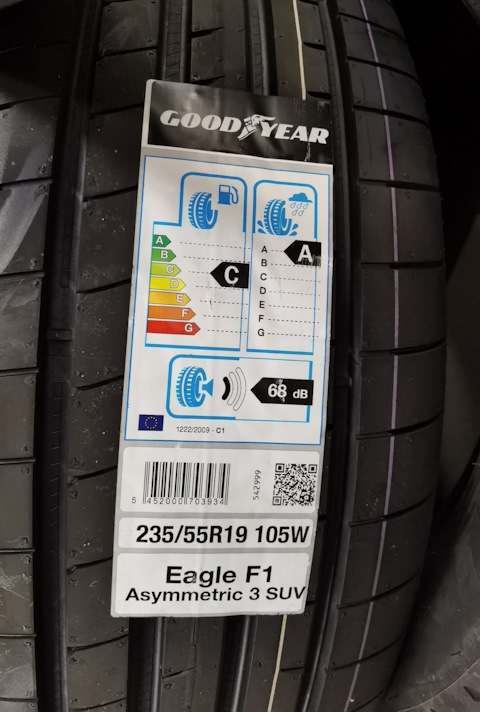 GOODYEAR
A
B
C
D
E
F
G
C
A
B
C
D
E
F
G
A
68 dB
1222/2009 - C1
5 452000 703934
542999
235/55R19 105W
Eagle F1
Asymmetric 3 SUV